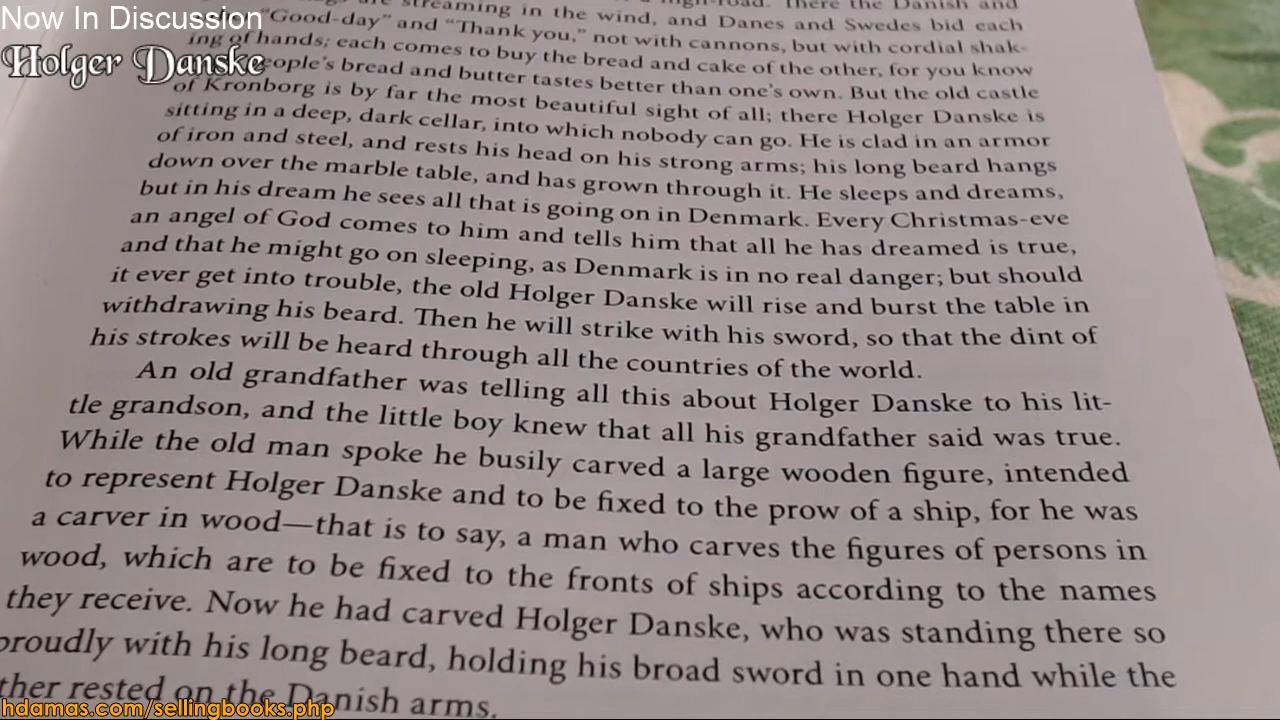 Now In Discussion
Holger Danske
streaming in the wind, and Danes and Swedes bid each
"Good-day" and "Thank you," not with cannons, but with cordial shak-
ing of hands; each comes to buy the bread and cake of the other, for you know
people's bread and butter tastes better than one's own. But the old castle
of Kronborg is by far the most beautiful sight of all; there Holger Danske is
sitting in a deep, dark cellar, into which nobody can go. He is clad in an armor
of iron and steel, and rests his head on his strong arms; his long beard hangs
down over the marble table, and has grown through it. He sleeps and dreams,
but in his dream he sees all that is going on in Denmark. Every Christmas-eve
an angel of God comes to him and tells him that all he has dreamed is true,
and that he might go on sleeping, as Denmark is in no real danger; but should
it ever get into trouble, the old Holger Danske will rise and burst the table in
withdrawing his beard. Then he will strike with his sword, so that the dint of
his strokes will be heard through all the countries of the world.
An old grandfather was telling all this about Holger Danske to his lit-
tle grandson, and the little boy knew that all his grandfather said was true.
While the old man spoke he busily carved a large wooden figure, intended
to represent Holger Danske and to be fixed to the prow of a ship, for he was
a carver in wood—that is to say, a man who carves the figures of persons in
wood, which are to be fixed to the fronts of ships according to the names
they receive. Now he had carved Holger Danske, who was standing there so
proudly with his long beard, holding his broad sword in one hand while the
ther rested on the Danish arms.
hdamas.com/sellingbooks.php